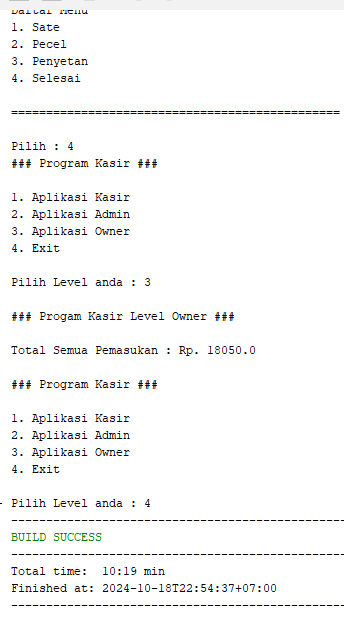 Daftar Menu
1. Sate
2. Pecel
3. Penyetan
4. Selesai
===============================================
Pilih : 4
### Program Kasir ###
1. Aplikasi Kasir
2. Aplikasi Admin
3. Aplikasi Owner
4. Exit
Pilih Level anda : 3
### Progam Kasir Level Owner ###
Total Semua Pemasukan : Rp. 18050.0
### Program Kasir ###
1. Aplikasi Kasir
2. Aplikasi Admin
3. Aplikasi Owner
4. Exit
Pilih Level anda : 4
------------------------------------------------
BUILD SUCCESS
------------------------------------------------
Total time:  10:19 min
Finished at: 2024-10-18T22:54:37+07:00
------------------------------------------------